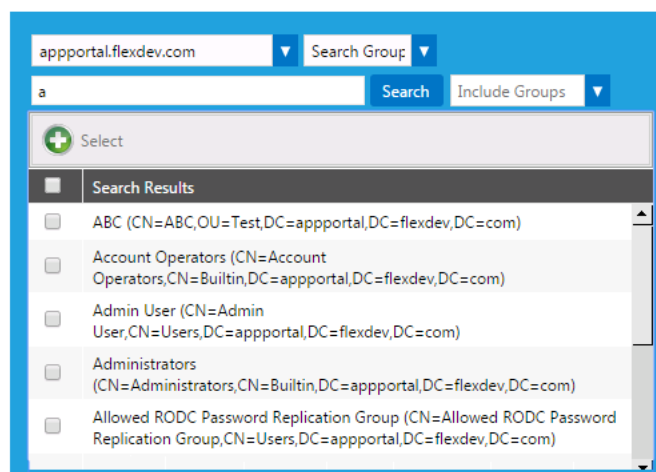 appportal.flexdev.com
Search Group
a
Search
Include Groups
Select
Search Results
ABC (CN=ABC,OU=Test,DC=appportal,DC=flexdev,DC=com)
Account Operators (CN=Account
Operators,CN=Builtin,DC=appportal,DC=flexdev,DC=com)
Admin User (CN=Admin
User,CN=Users,DC=appportal,DC=flexdev,DC=com)
Administrators
(CN=Administrators,CN=Builtin,DC=appportal,DC=flexdev,DC=com)
Allowed RODC Password Replication Group (CN=Allowed RODC Password
Replication Group,CN=Users,DC=appportal,DC=flexdev,DC=com)